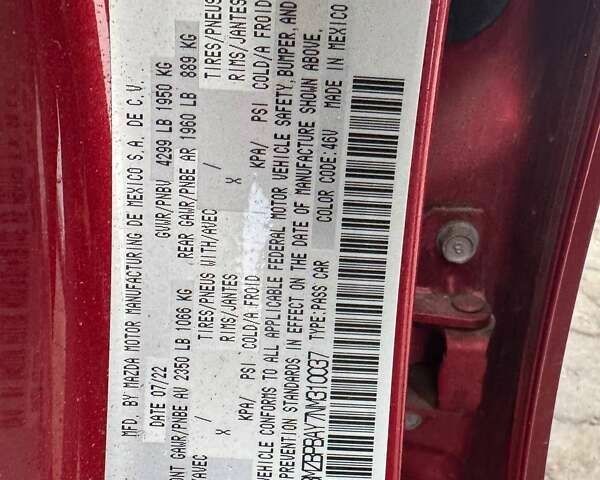 MFD. BY MAZDA MOTOR MANUFACTURING DE MEXICO S.A. DE C.V.
DATE 07/22 GVWR/PNBV 4299 LB 1950 KG
GAWR/PNBE AV 2350 LB 1066 KG REAR GAWR/PNBE AR 1960 LB 889 KG
/AVEC / TIRES/PNEUS WITH/AVEC / TIRES/PNEUS
X RIMS/JANTES X RIMS/JANTES
KPA/ PSI COLD/A FROID KPA/ PSI COLD/A FROID
VEHICLE CONFORMS TO ALL APPLICABLE FEDERAL MOTOR VEHICLE SAFETY, BUMPER, AND
PREVENTION STANDARDS IN EFFECT ON THE DATE OF MANUFACTURE SHOWN ABOVE.
MZBPBAY7NM310037 TYPE:PASS CAR COLOR CODE:46V MADE IN MEXICO